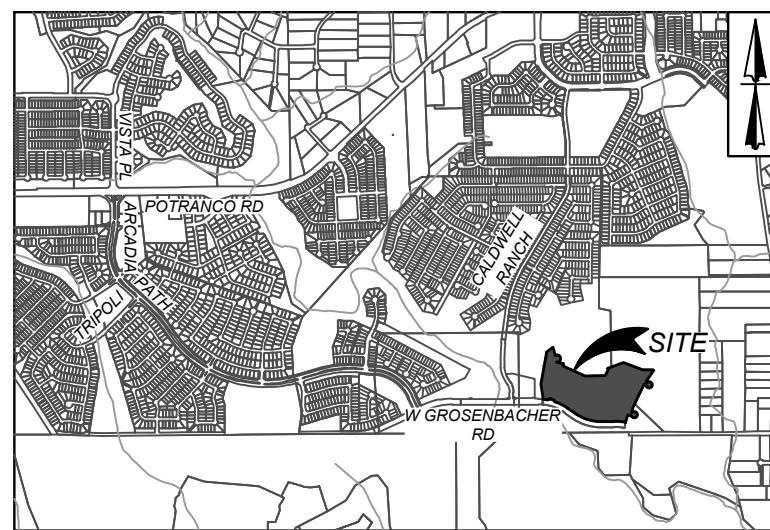 VISTA PL
POTRANCO RD
ARCADIA PATH
TRIPOLI
CALDWELL
RANCH
SITE
W GROSENBACHER
RD